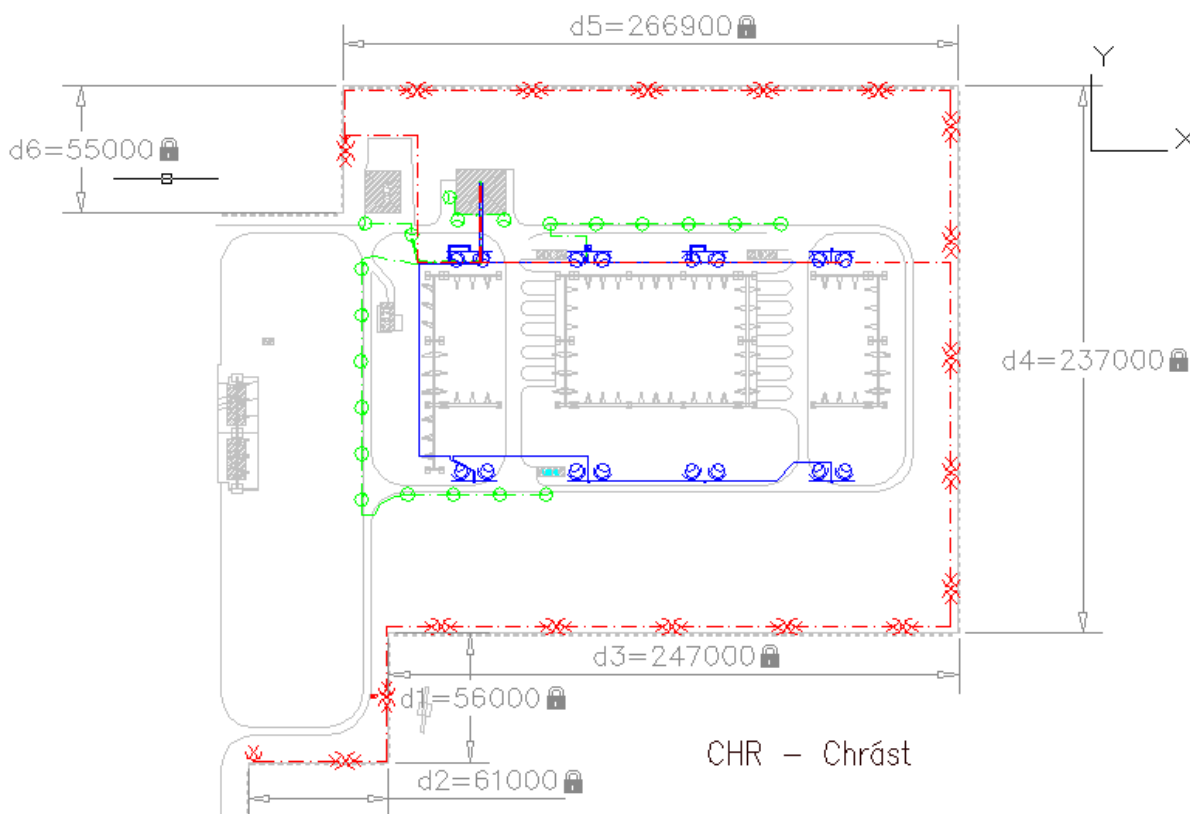 d5=266900
Y
X
d6=55000
d4=237000
d3=247000
d1=56000
CHR – Chrást
d2=61000